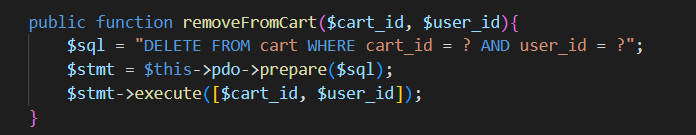 public function removeFromCart($cart_id, $user_id){
    $sql = "DELETE FROM cart WHERE cart_id = ? AND user_id = ?";
    $stmt = $this->pdo->prepare($sql);
    $stmt->execute([$cart_id, $user_id]);
}